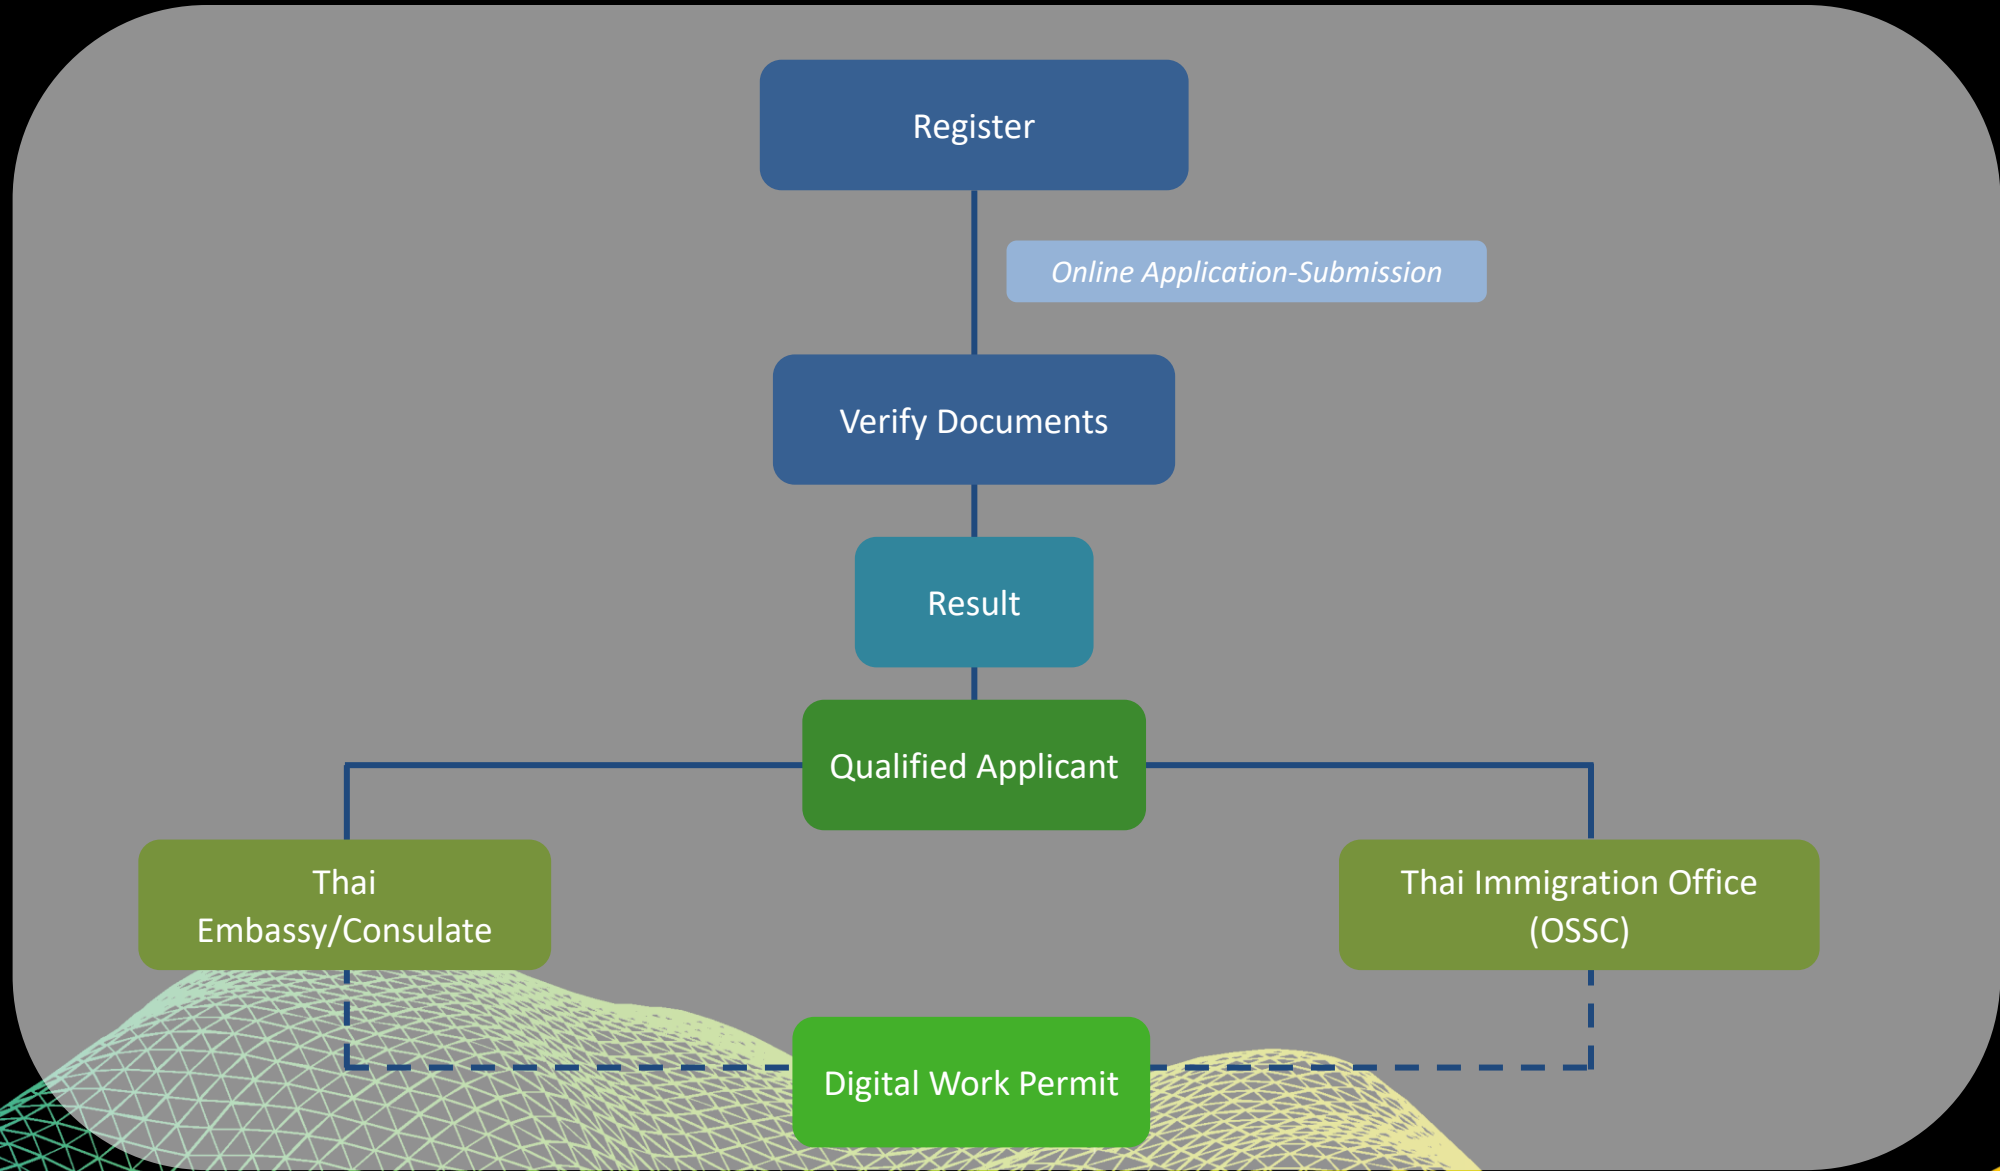 Register
Online Application-Submission
Verify Documents
Result
Qualified Applicant
Thai
Embassy/Consulate
Thai Immigration Office
(OSSC)
Digital Work Permit